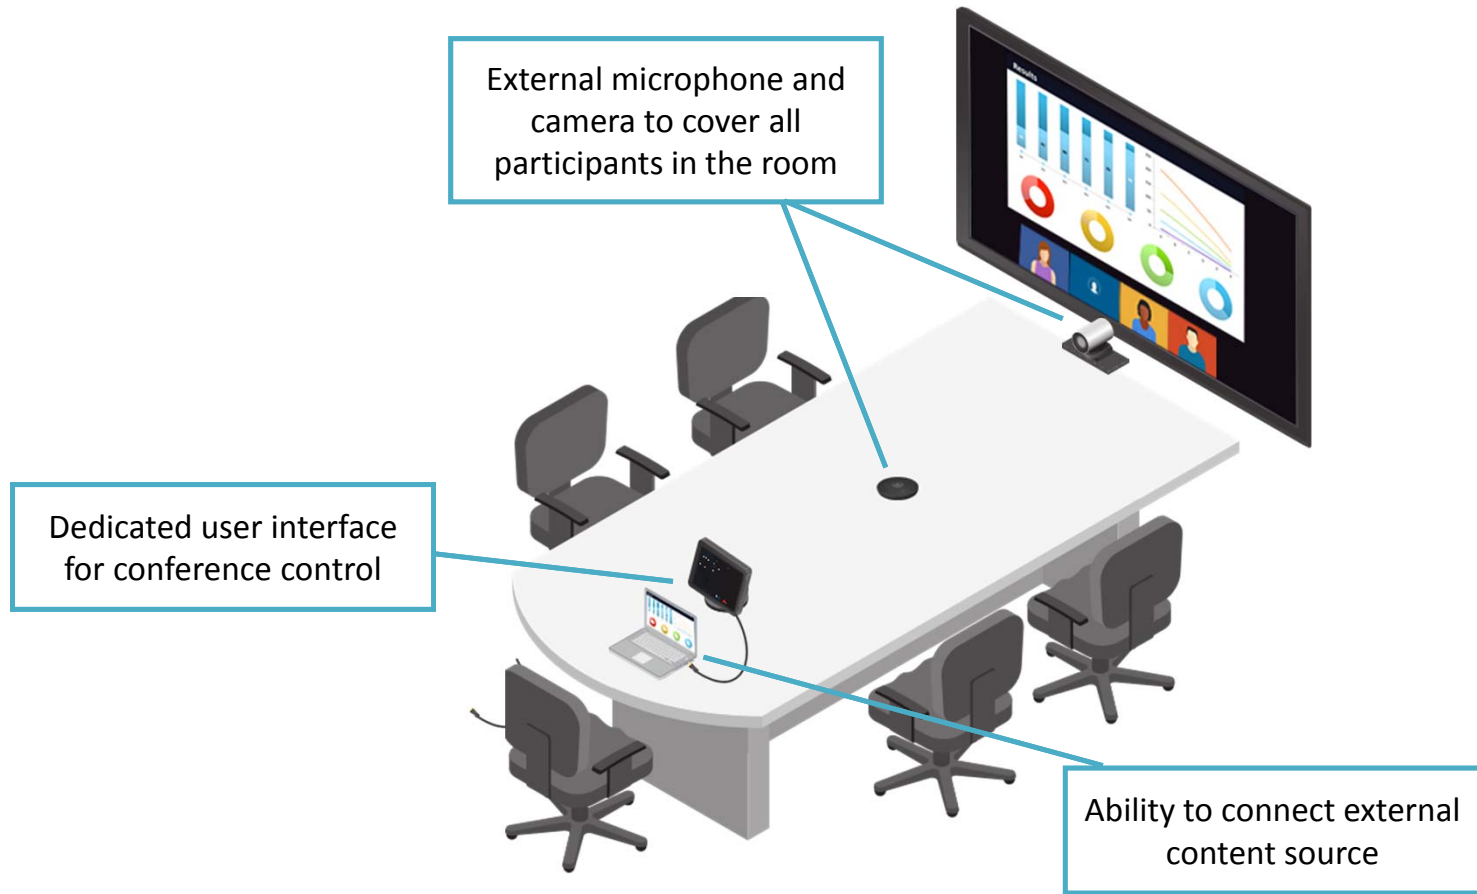 External microphone and
camera to cover all
participants in the room
Results
Dedicated user interface
for conference control
Ability to connect external
content source